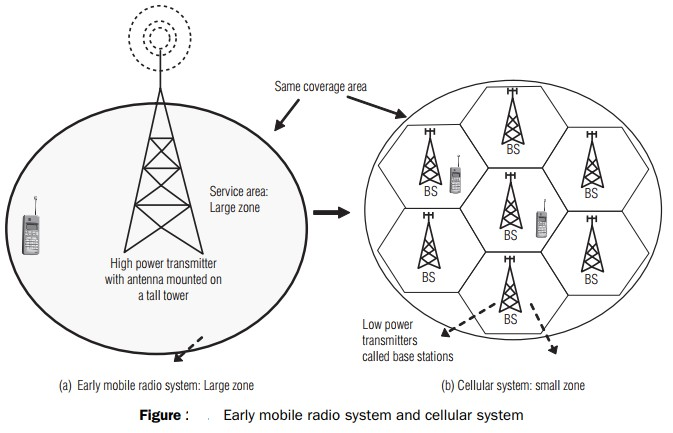 Same coverage area
Service area:
Large zone
High power transmitter
with antenna mounted on
a tall tower
BS
BS
BS
BS
BS
BS
BS
Low power
transmitters
called base stations
(a) Early mobile radio system: Large zone
(b) Cellular system: small zone
Figure : . Early mobile radio system and cellular system